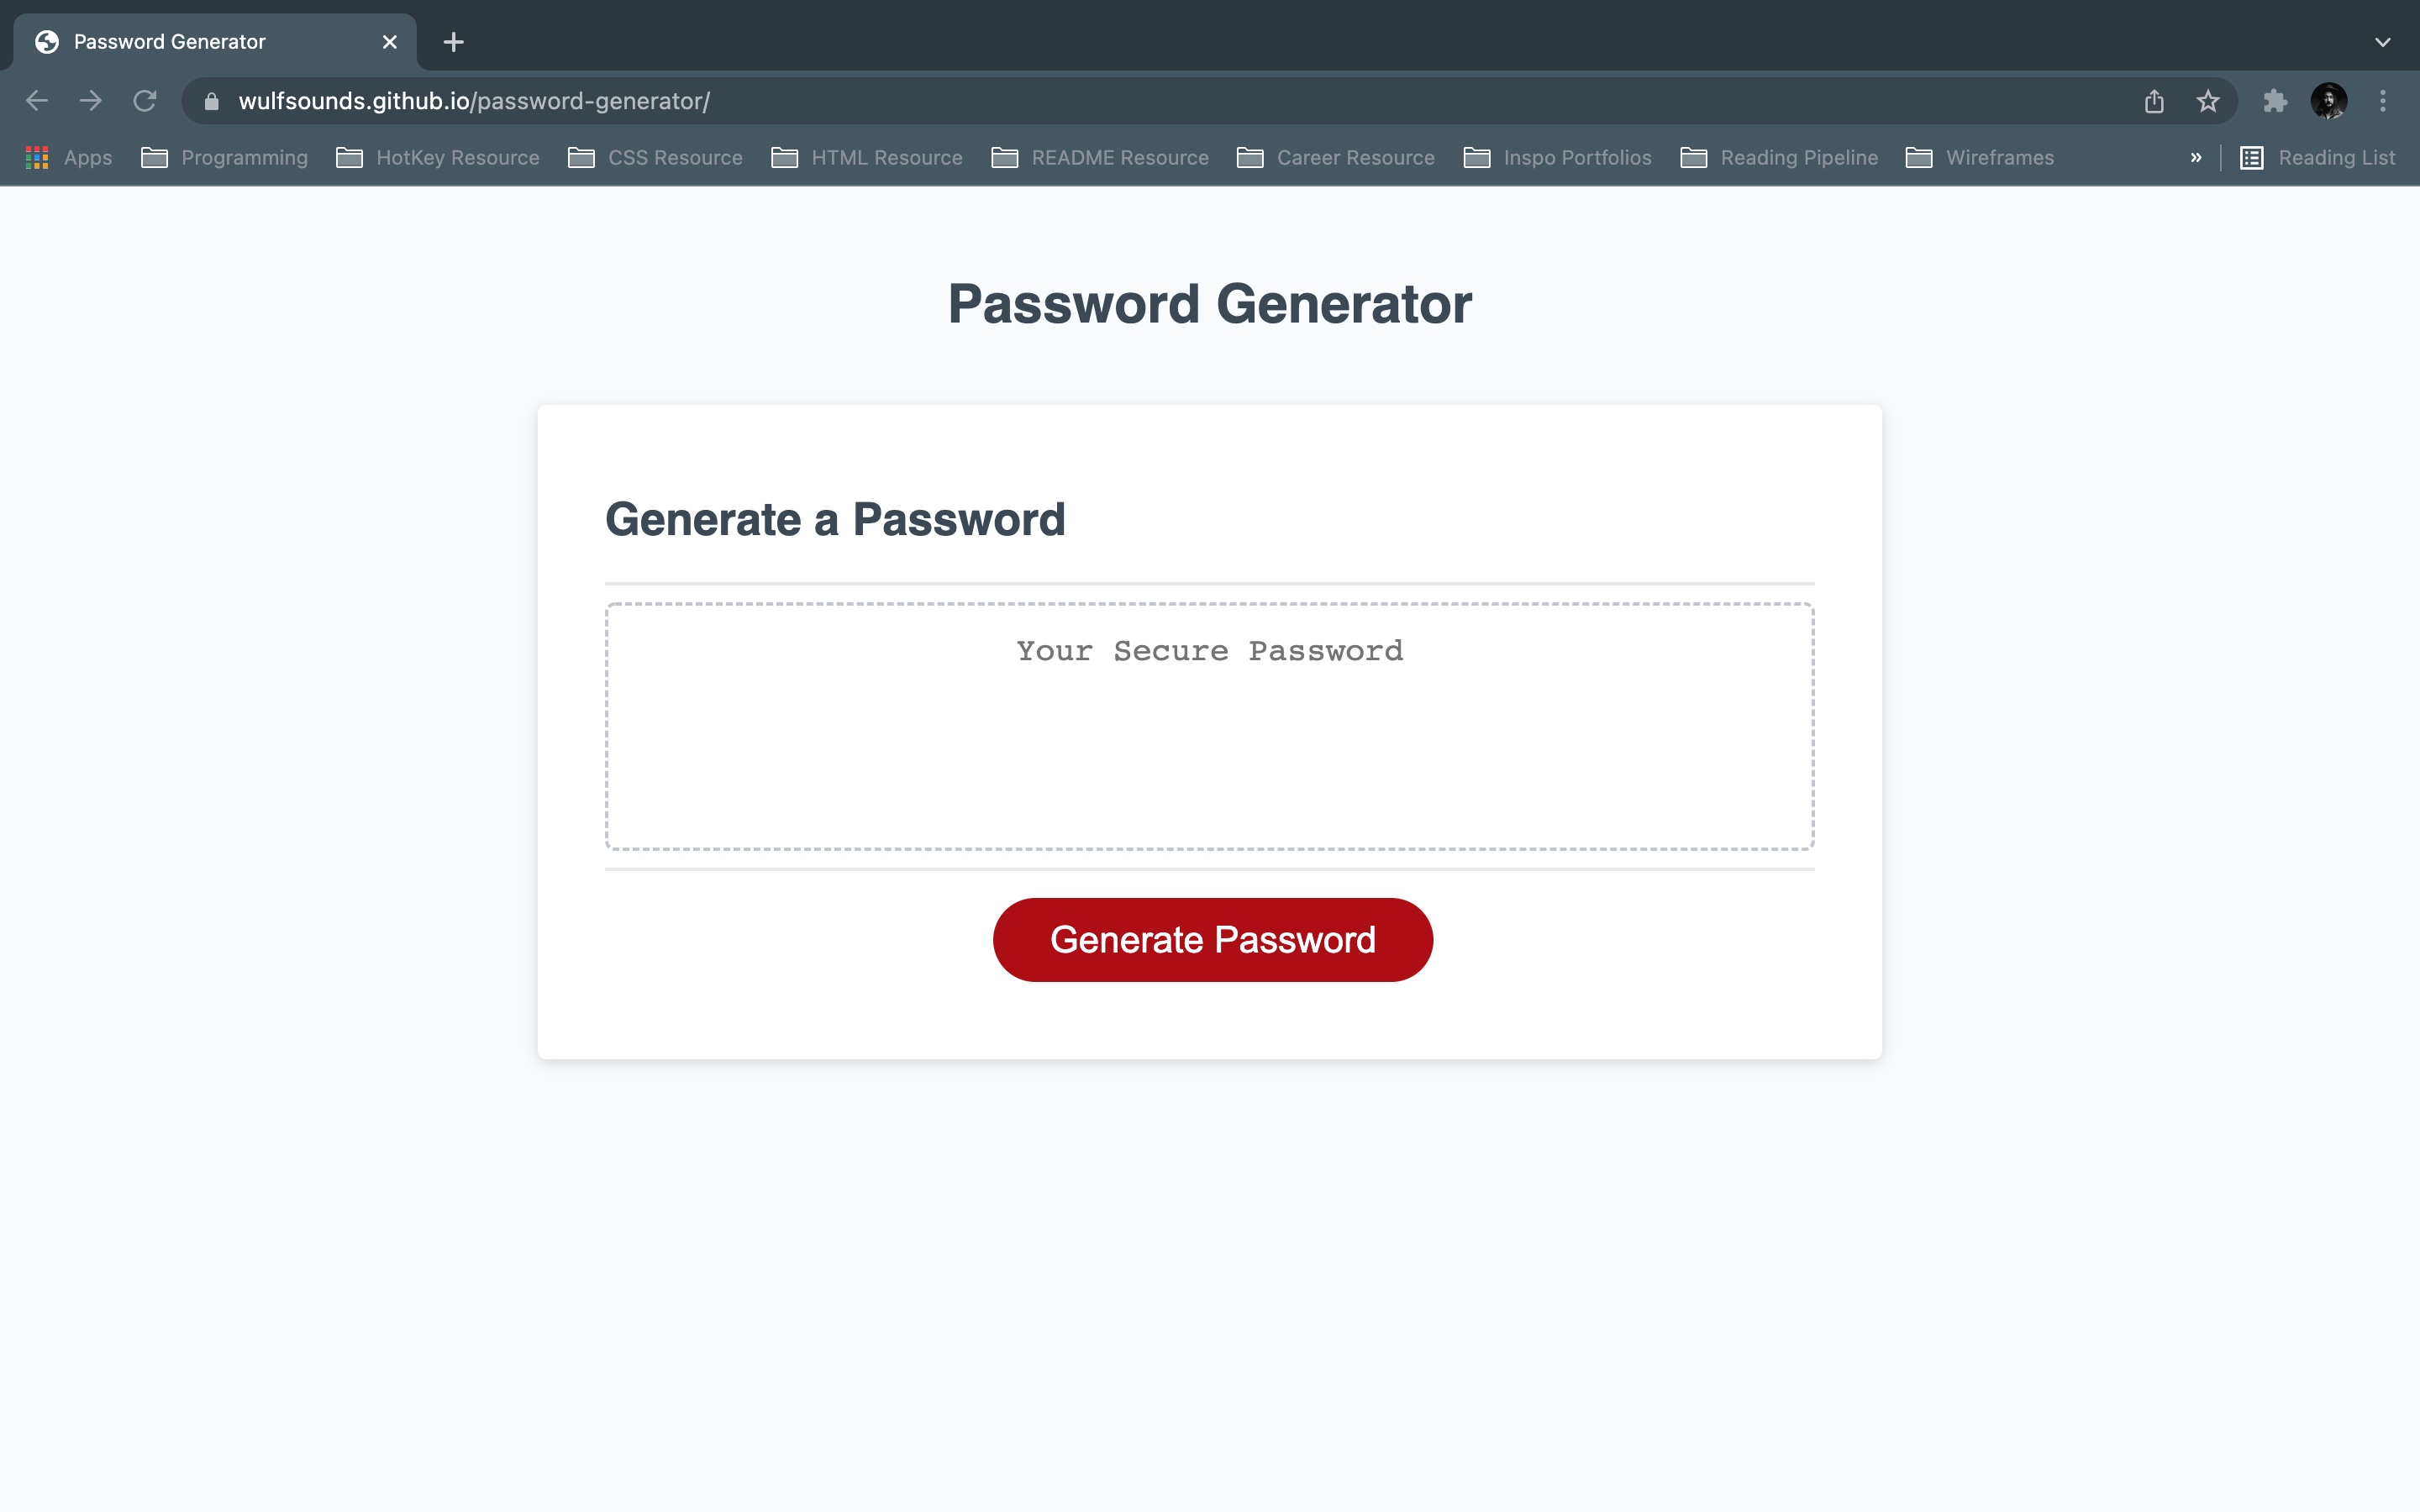 Password Generator
wulfsounds.github.io/password-generator/
Apps Programming HotKey Resource CSS Resource HTML Resource README Resource Career Resource Inspo Portfolios Reading Pipeline Wireframes » Reading List
Password Generator
Generate a Password
Your Secure Password
Generate Password